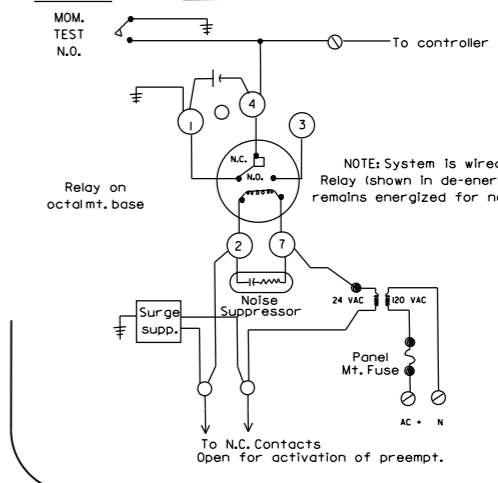 MOM.
TEST
N.O.
To controller
1
4
3
N.C.
N.O.
NOTE: System is wired
Relay (shown in de-ener
remains energized for n
Relay on
octal mt. base
2
7
Noise
Suppressor
24 VAC
120 VAC
Surge
supp.
Panel
Mt. Fuse
AC +
N
To N.C. Contacts
Open for activation of preempt.